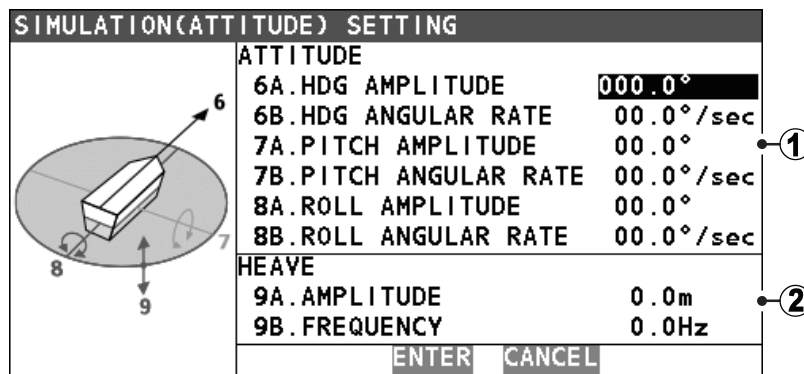 SIMULATION(ATTITUDE) SETTING
ATTITUDE
6A.HDG AMPLITUDE 000.0°
6B.HDG ANGULAR RATE 00.0°/sec
7A.PITCH AMPLITUDE 00.0°
7B.PITCH ANGULAR RATE 00.0°/sec
8A.ROLL AMPLITUDE 00.0°
8B.ROLL ANGULAR RATE 00.0°/sec
1
HEAVE
9A.AMPLITUDE 0.0m
9B.FREQUENCY 0.0Hz
2
ENTER CANCEL
6
7
8
9